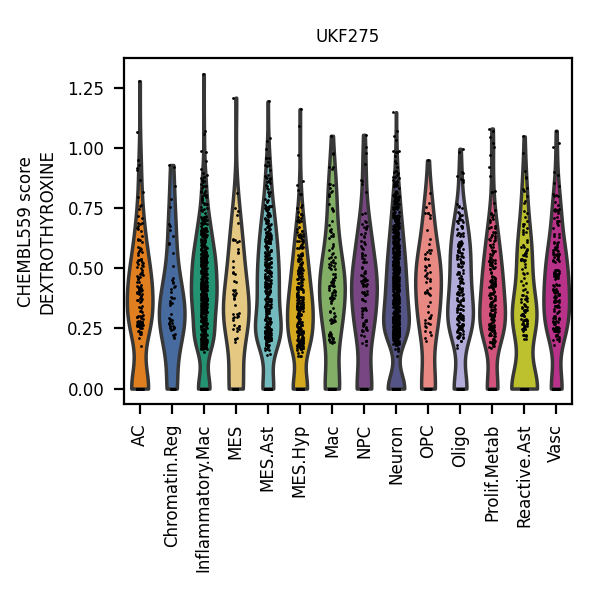 UKF275
CHEMBL559 score
DEXTROTHYROXINE
1.25
1.00
0.75
0.50
0.25
0.00
AC
Chromatin.Reg
Inflammatory.Mac
MES
MES.Ast
MES.Hyp
Mac
NPC
Neuron
OPC
Oligo
Prolif.Metab
Reactive.Ast
Vasc